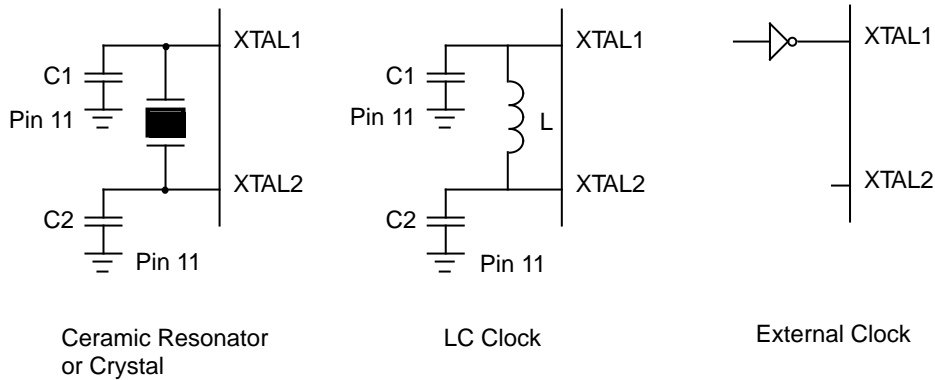 XTAL1
C1
Pin 11
XTAL2
C2
Pin 11
Ceramic Resonator
or Crystal
XTAL1
C1
Pin 11
L
XTAL2
C2
Pin 11
LC Clock
XTAL1
XTAL2
External Clock